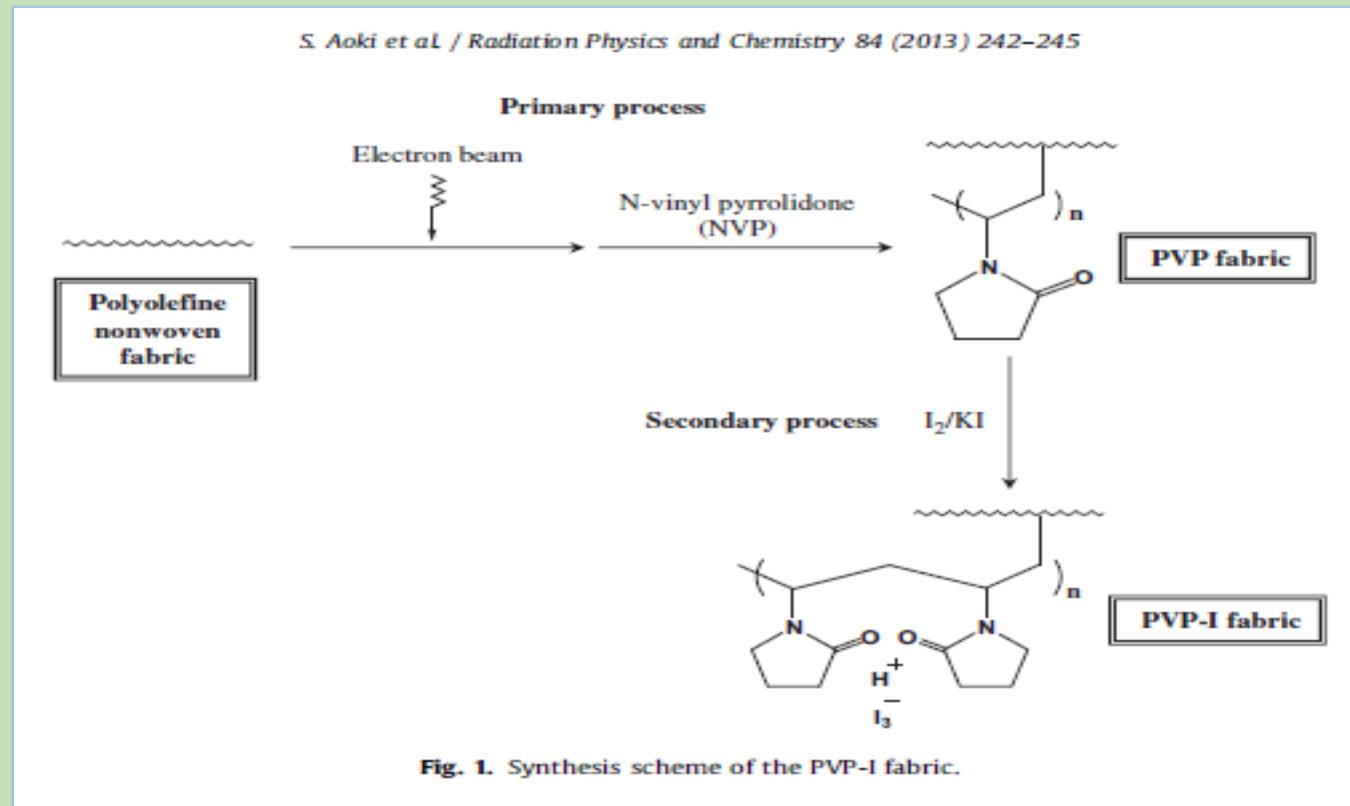 S. Aoki et al. / Radiation Physics and Chemistry 84 (2013) 242–245
Primary process
Electron beam
N-vinyl pyrrolidone
(NVP)
n
N
O
PVP fabric
Polyolefine
nonwoven
fabric
Secondary process I₂/KI
n
N O O N
PVP-I fabric
H⁺
I₃⁻
Fig. 1. Synthesis scheme of the PVP-I fabric.